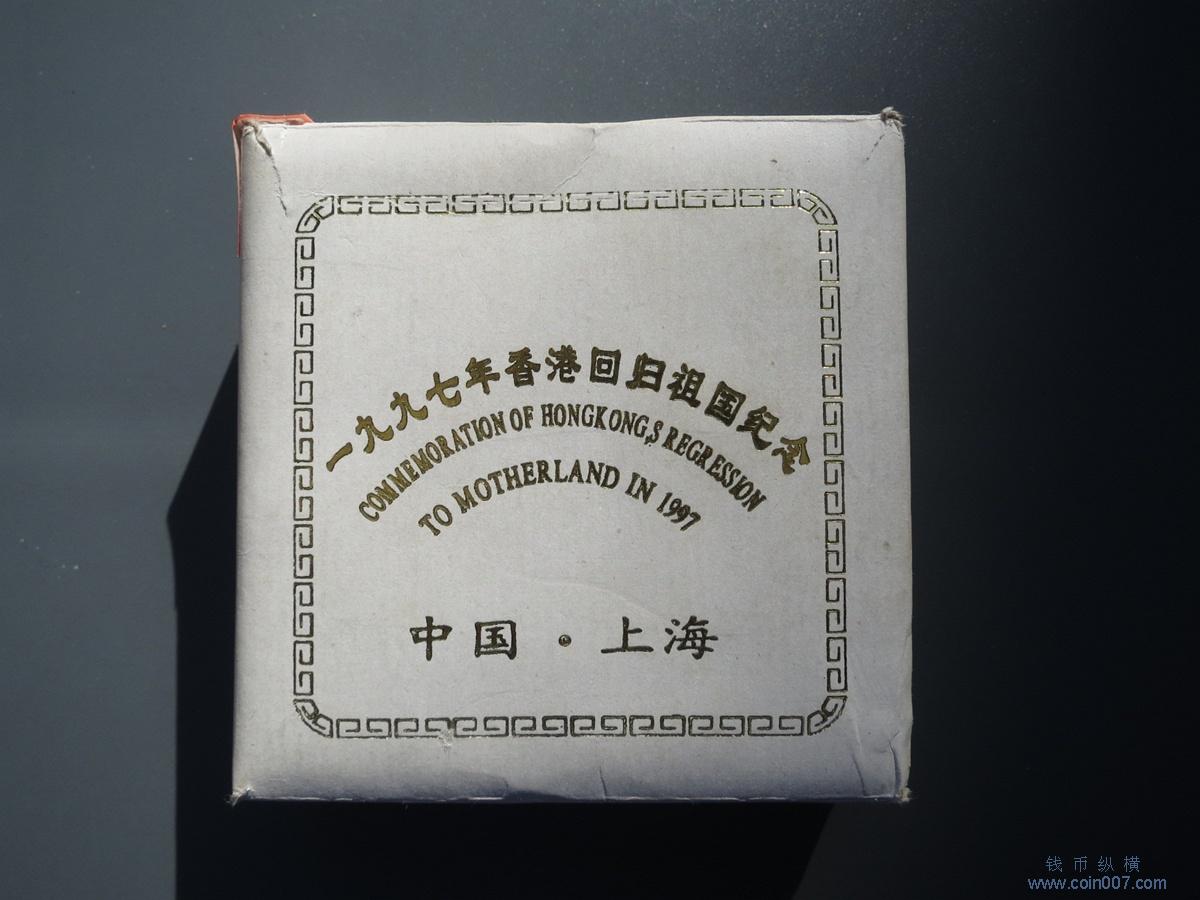 一九九七年香港回归祖国纪念
COMMEMORATION OF HONGKONG,S REGRESSION
TO MOTHERLAND IN 1997
中国·上海
钱币纵横
www.coin007.com